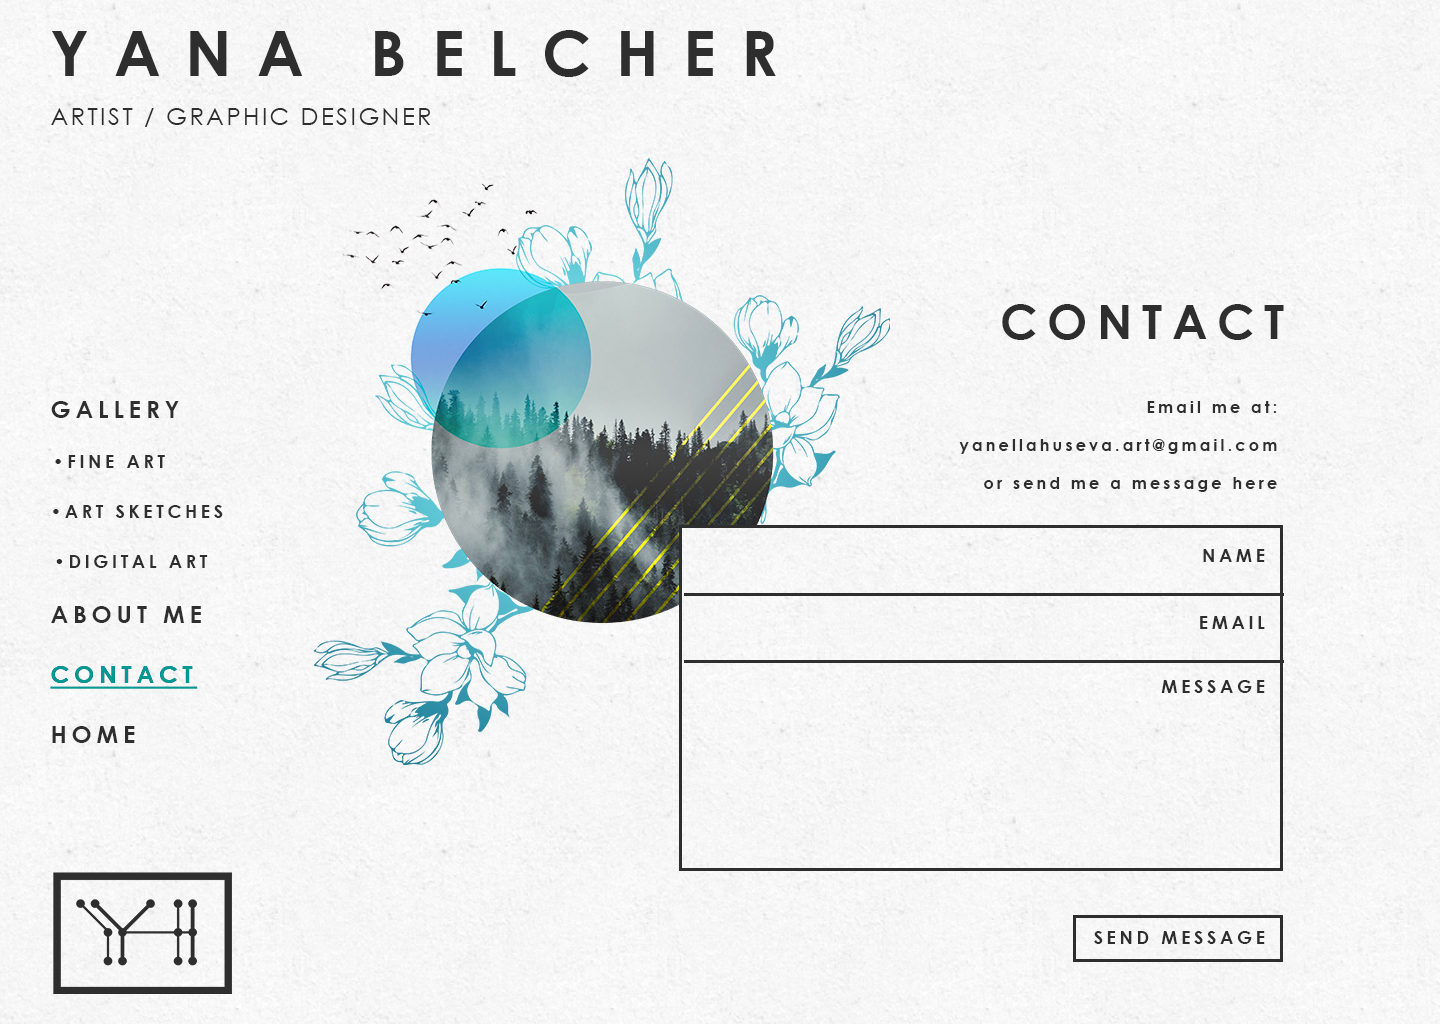 YANA BELCHER
ARTIST / GRAPHIC DESIGNER
GALLERY
•FINE ART
•ART SKETCHES
•DIGITAL ART
ABOUT ME
CONTACT
HOME
YH
CONTACT
Email me at:
yanellahuseva.art@gmail.com
or send me a message here
NAME
EMAIL
MESSAGE
SEND MESSAGE